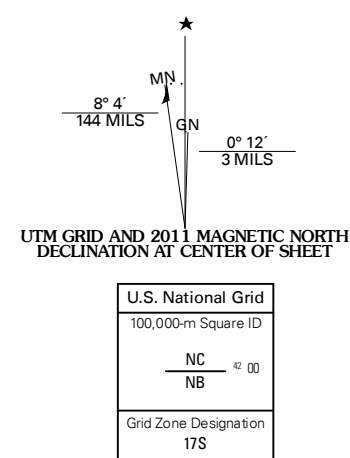 ★
MN
8° 4´
144 MILS
GN
0° 12´
3 MILS
UTM GRID AND 2011 MAGNETIC NORTH
DECLINATION AT CENTER OF SHEET
U.S. National Grid
100,000-m Square ID
NC
42 00
NB
Grid Zone Designation
17S